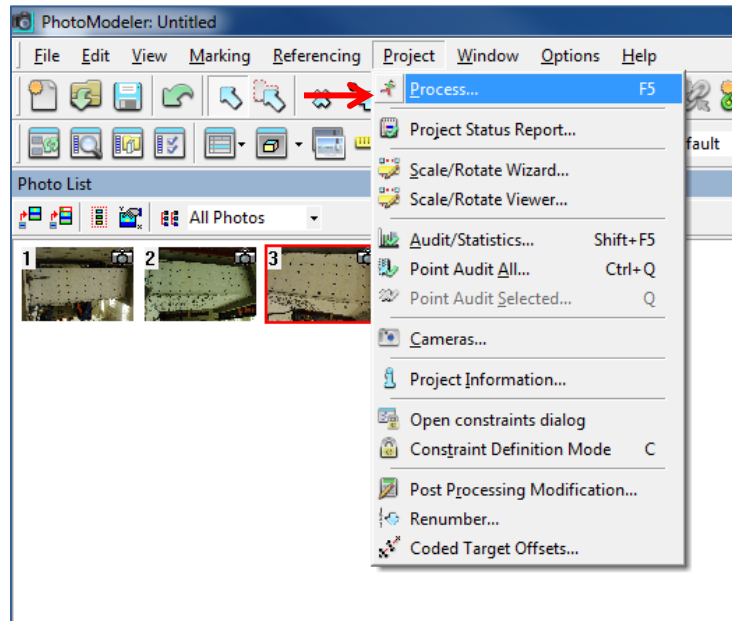 PhotoModeler: Untitled
File Edit View Marking Referencing Project Window Options Help
Process... F5
Project Status Report...
fault
Scale/Rotate Wizard...
Photo List
Scale/Rotate Viewer...
All Photos
Audit/Statistics... Shift+F5
1 2 3
Point Audit All... Ctrl+Q
Point Audit Selected... Q
Cameras...
Project Information...
Open constraints dialog
Constraint Definition Mode C
Post Processing Modification...
Renumber...
Coded Target Offsets...